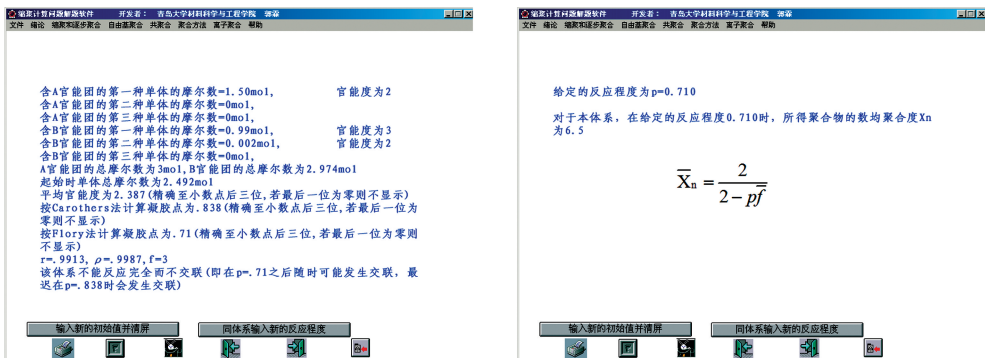 缩聚计算问题解题软件 开发者： 青岛大学材料科学与工程学院 郭霖
文件 绪论 缩聚和逐步聚合 自由基聚合 共聚合 聚合方法 离子聚合 帮助
含A官能团的第一种单体的摩尔数=1.50mol, 官能度为2
含A官能团的第二种单体的摩尔数=0mol,
含A官能团的第三种单体的摩尔数=0mol,
含B官能团的第一种单体的摩尔数=0.99mol, 官能度为3
含B官能团的第二种单体的摩尔数=0.002mol, 官能度为2
含B官能团的第三种单体的摩尔数=0mol,
A官能团的总摩尔数为3mol,B官能团的总摩尔数为2.974mol
起始时单体总摩尔数为2.492mol
平均官能度为2.387(精确至小数点后三位,若最后一位为零则不显示)
按Carothers法计算凝胶点为.838(精确至小数点后三位,若最后一位为
零则不显示)
按Flory法计算凝胶点为.71(精确至小数点后三位,若最后一位为零则
不显示)
r=.9913, ρ=.9987,f=3
该体系不能反应完全而不交联(即在p=.71之后随时可能发生交联，最
迟在p=.838时会发生交联)
输入新的初始值并清屏 同体系输入新的反应程度
缩聚计算问题解题软件 开发者： 青岛大学材料科学与工程学院 郭霖
文件 绪论 缩聚和逐步聚合 自由基聚合 共聚合 聚合方法 离子聚合 帮助
给定的反应程度为p=0.710
对于本体系，在给定的反应程度0.710时，所得聚合物的数均聚合度Xn
为6.5
X̄n = 2 / (2 − pf̄)
输入新的初始值并清屏 同体系输入新的反应程度